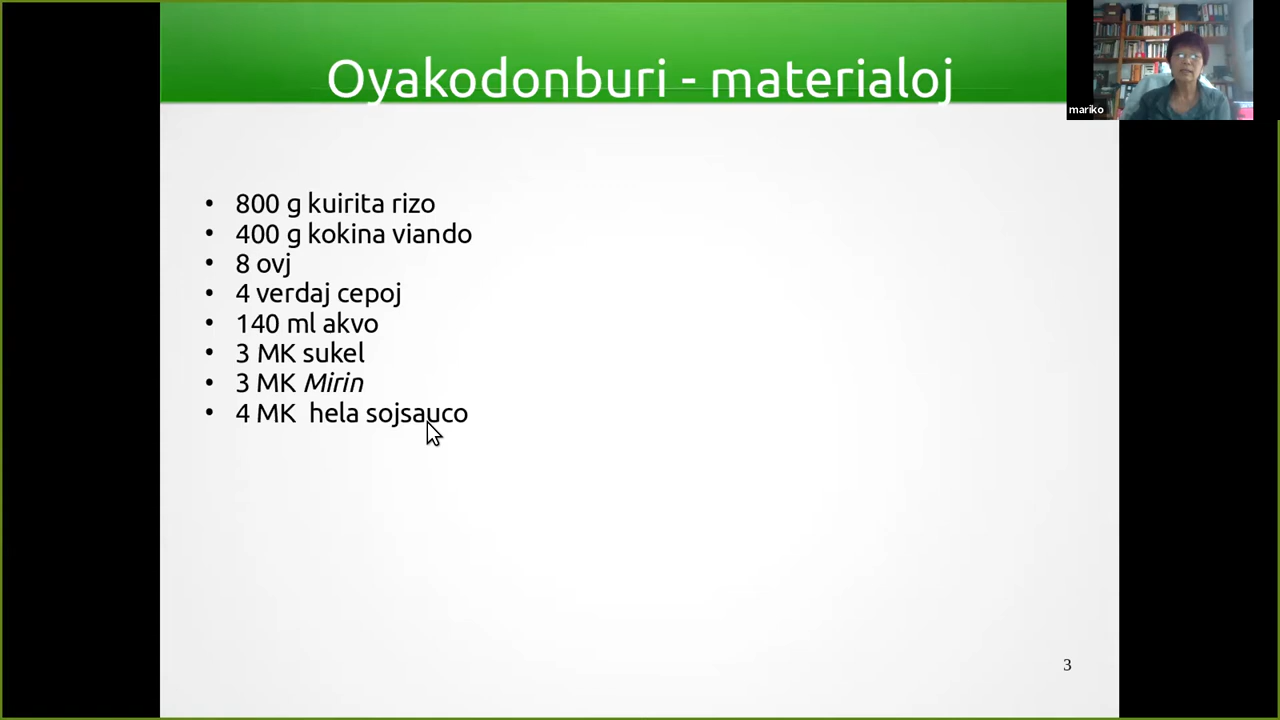 Oyakodonburi - materialoj
mariko
• 800 g kuirita rizo
• 400 g kokina viando
• 8 ovj
• 4 verdaj cepoj
• 140 ml akvo
• 3 MK sukel
• 3 MK Mirin
• 4 MK hela sojsauco
3